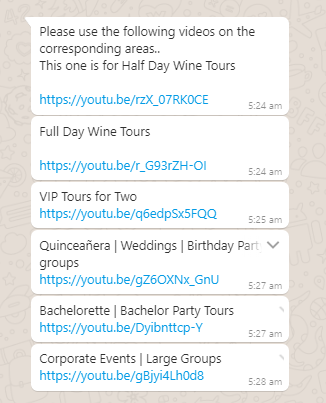 Please use the following videos on the
corresponding areas..
This one is for Half Day Wine Tours
https://youtu.be/rzX_07RK0CE
5:24 am
Full Day Wine Tours
https://youtu.be/r_G93rZH-OI
5:24 am
VIP Tours for Two
https://youtu.be/q6edpSx5FQQ
5:25 am
Quinceañera | Weddings | Birthday
groups
https://youtu.be/gZ6OXNx_GnU
5:27 am
Bachelorette | Bachelor Party Tours
https://youtu.be/Dyibnttcp-Y
5:27 am
Corporate Events | Large Groups
https://youtu.be/gBjyi4Lh0d8
5:28 am